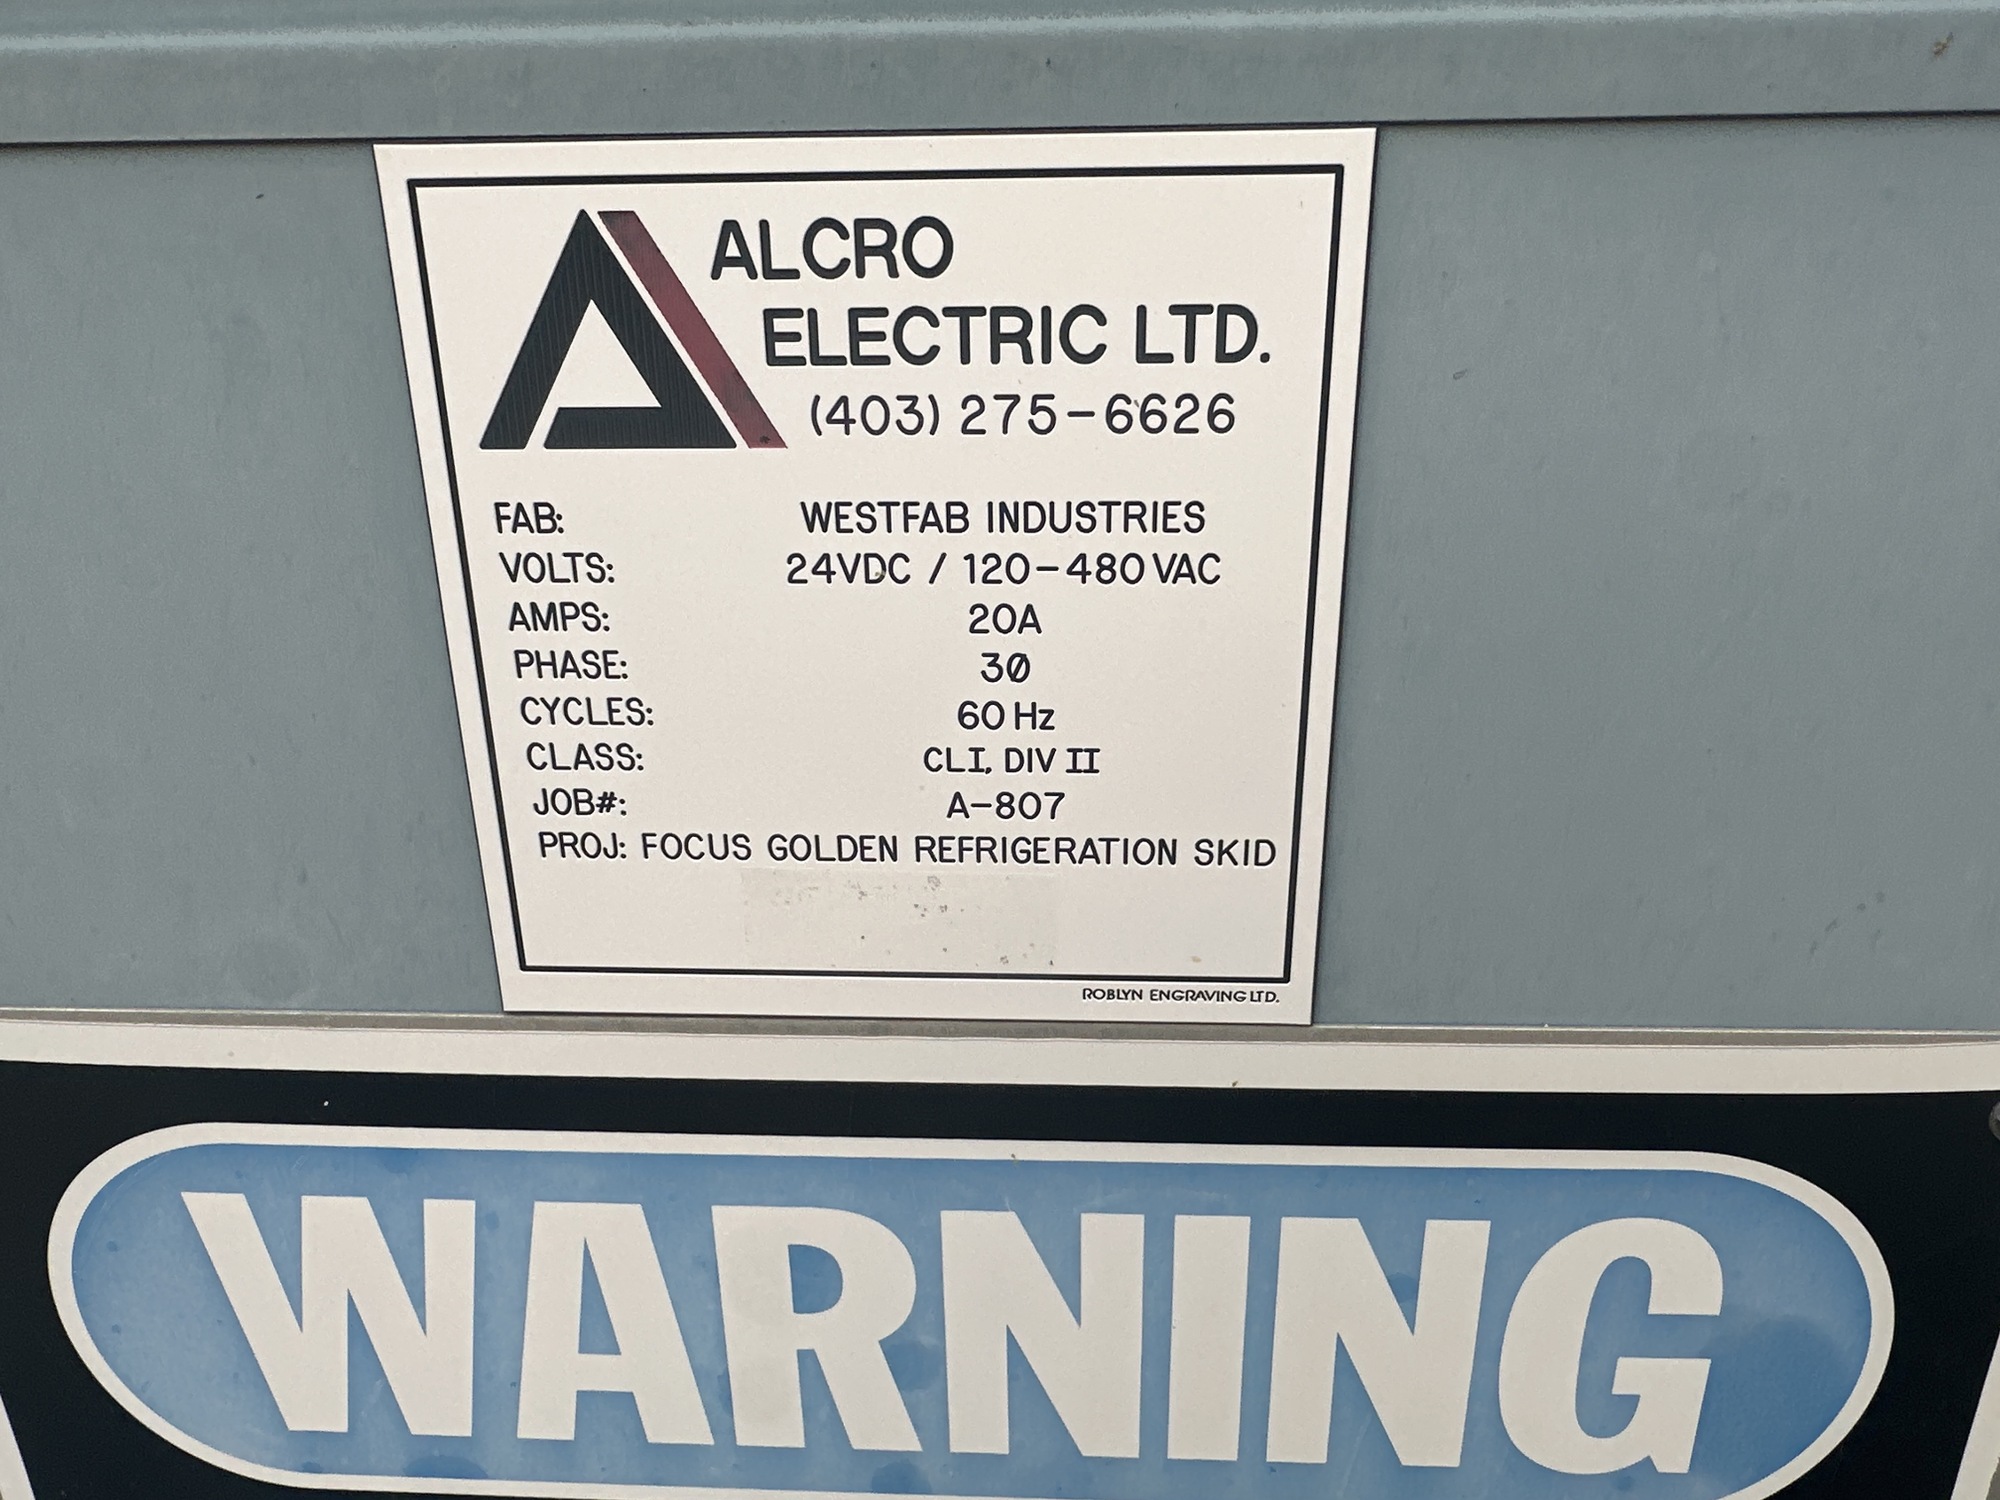 ALCRO
ELECTRIC LTD.
(403) 275-6626
FAB: WESTFAB INDUSTRIES
VOLTS: 24VDC / 120-480 VAC
AMPS: 20A
PHASE: 3Ø
CYCLES: 60 Hz
CLASS: CL I, DIV II
JOB#: A-807
PROJ: FOCUS GOLDEN REFRIGERATION SKID
ROBLYN ENGRAVING LTD.
WARNING